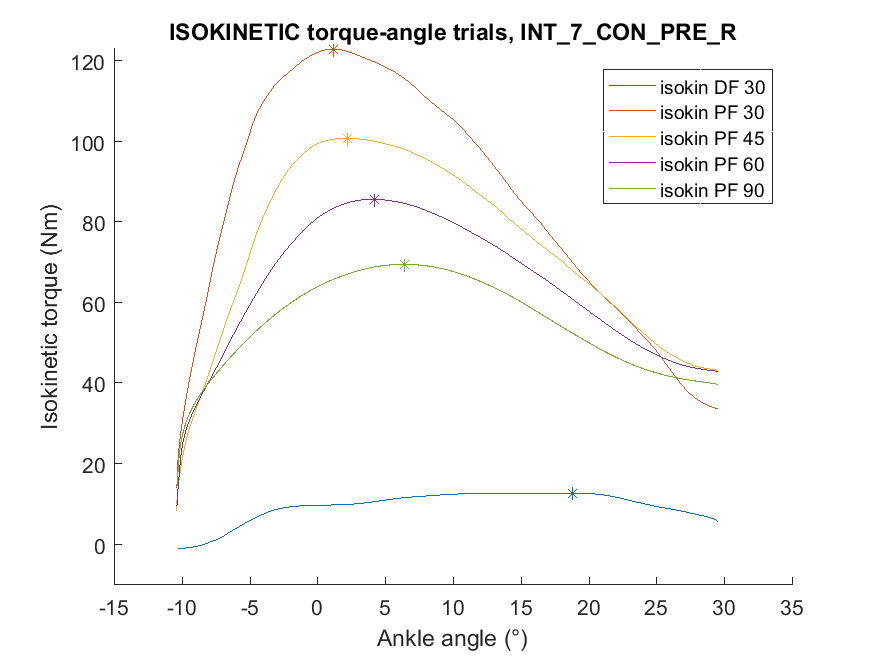 ISOKINETIC torque-angle trials, INT_7_CON_PRE_R
120
100
80
60
40
20
0
Isokinetic torque (Nm)
isokin DF 30
isokin PF 30
isokin PF 45
isokin PF 60
isokin PF 90
-15 -10 -5 0 5 10 15 20 25 30 35
Ankle angle (°)